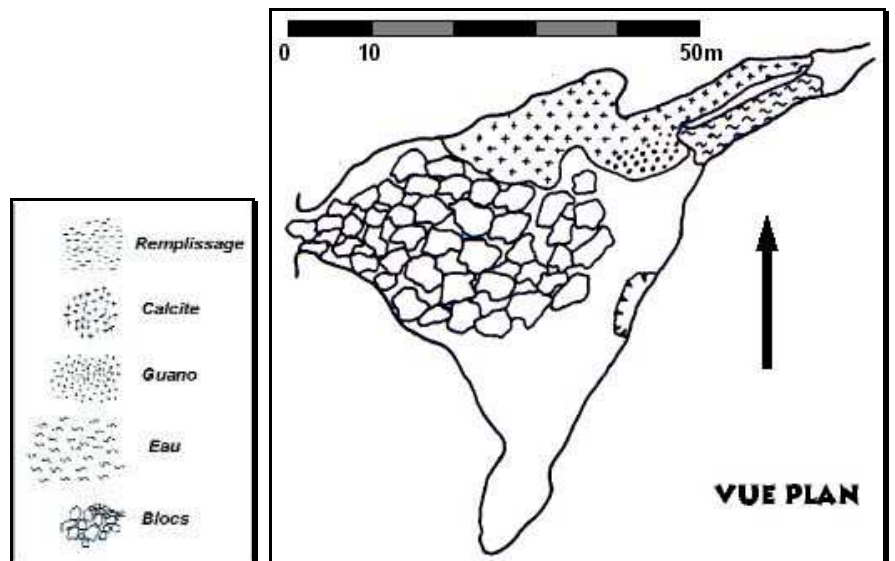 0 10 50m
Remplissage
Calcite
Guano
Eau
Blocs
VUE PLAN